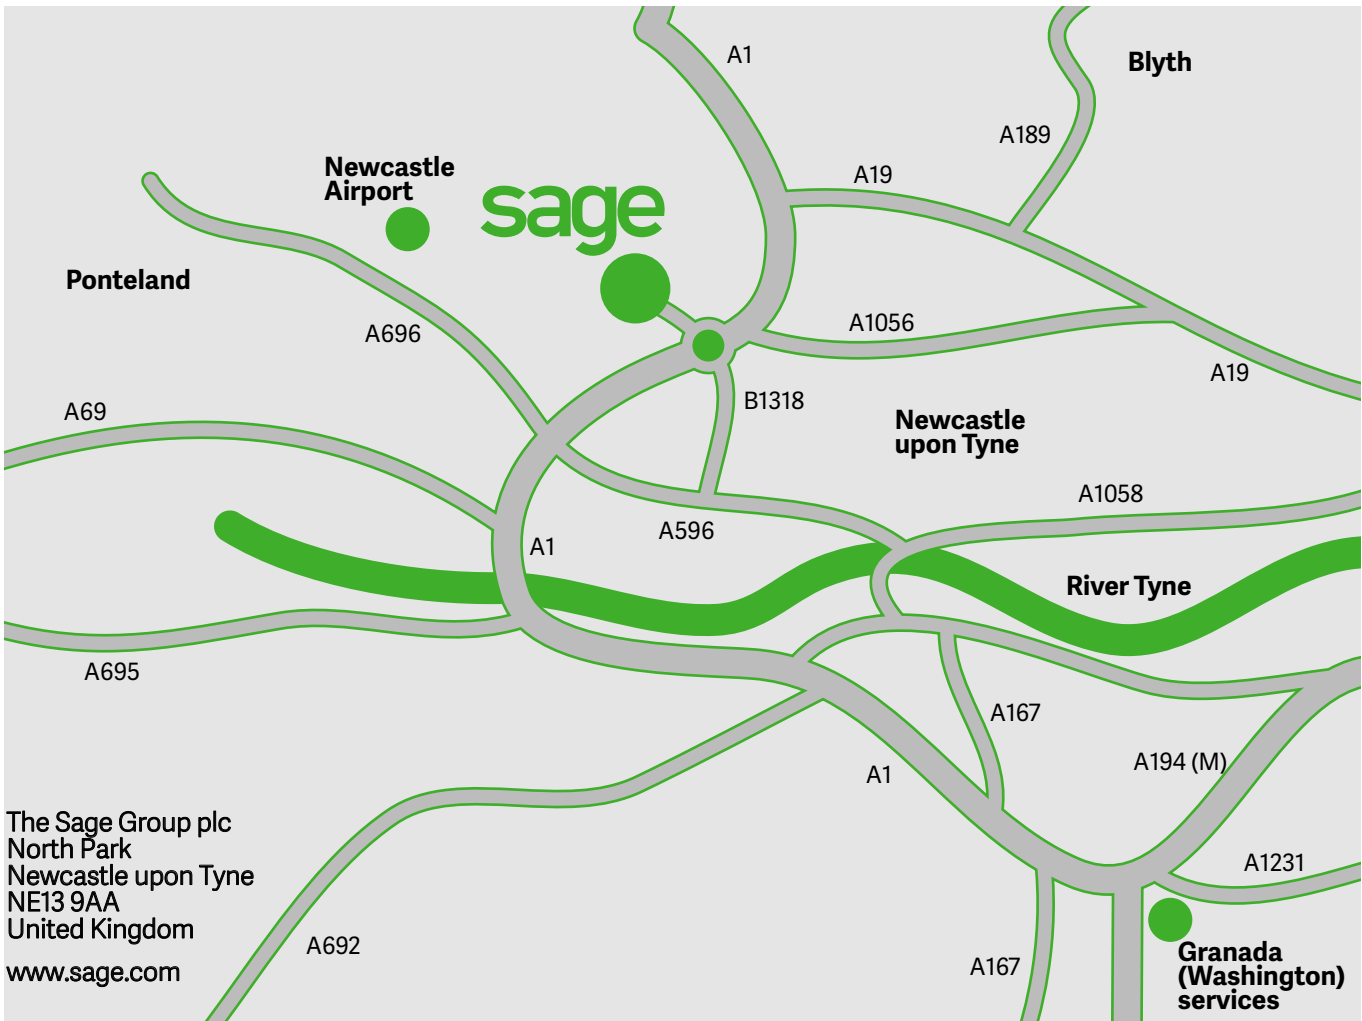 A1
Blyth
A189
Newcastle
Airport
A19
sage
Ponteland
A696
A1056
A19
A69
B1318
Newcastle
upon Tyne
A1058
A596
A1
River Tyne
A695
A167
A194 (M)
A1
The Sage Group plc
North Park
Newcastle upon Tyne
NE13 9AA
United Kingdom
www.sage.com
A1231
A692
A167
Granada
(Washington)
services